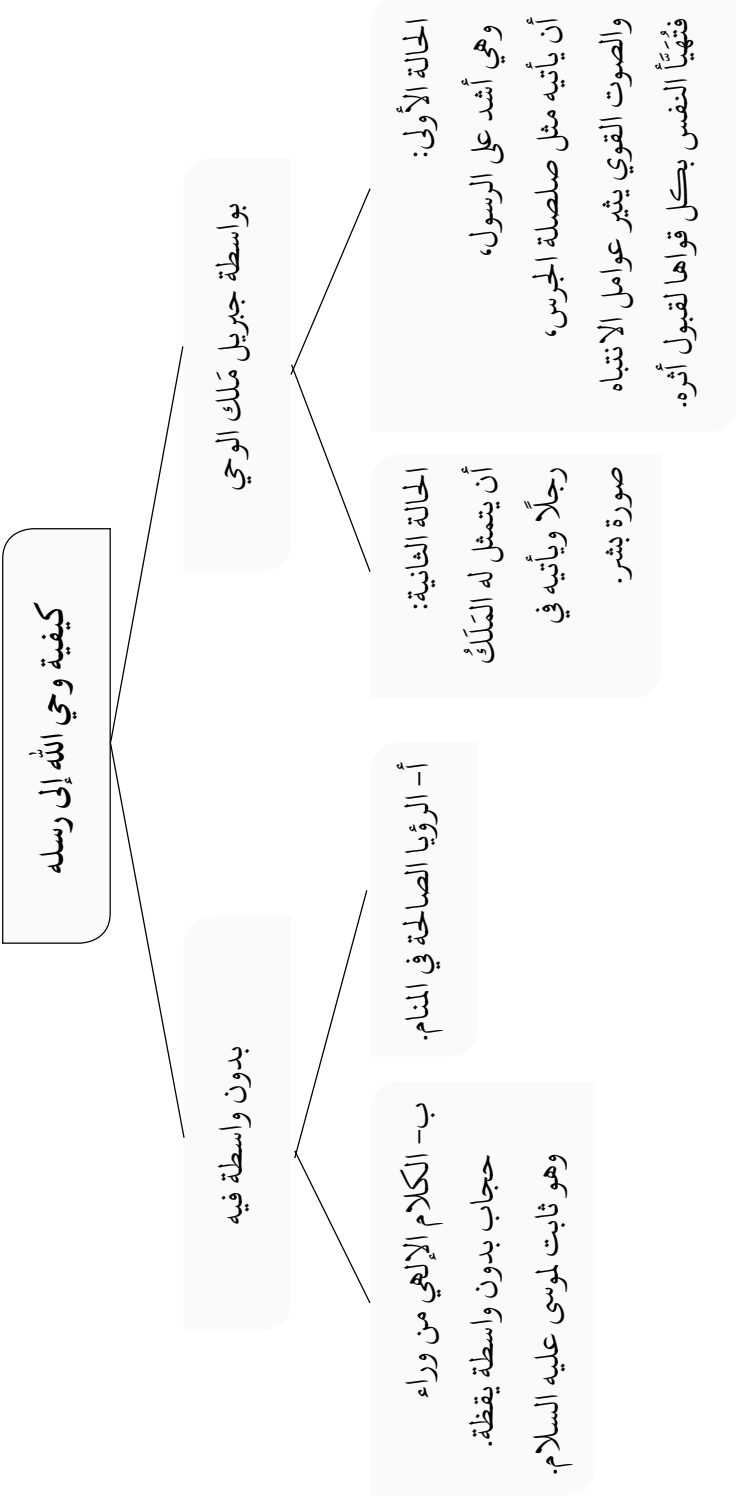 كيفية وحي الله إلى رسله
بواسطة جبريل مَلك الوحي
الحالة الأولى:
وهي أشد على الرسول،
أن يأتيه مثل صلصلة الجرس،
والصوت القوي يثير عوامل الانتباه
فتُهَيَّأ النفس بكل قواها لقبول أثره.
الحالة الثانية:
أن يتمثل له المَلَكُ
رجلًا ويأتيه في
صورة بشر.
بدون واسطة فيه
أ- الرؤيا الصالحة في المنام.
ب- الكلام الإلهي من وراء
حجاب بدون واسطة يقظة.
وهو ثابت لموسى عليه السلام.